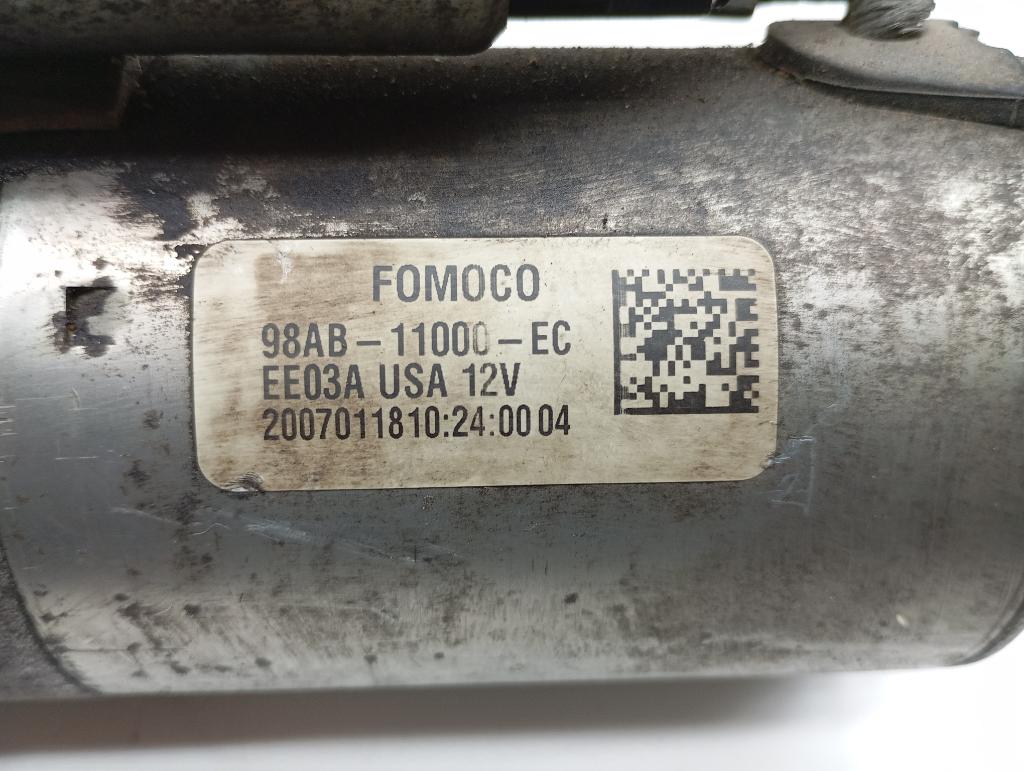 FOMOCO
98AB-11000-EC
EE03A USA 12V
2007011810:24:00 04